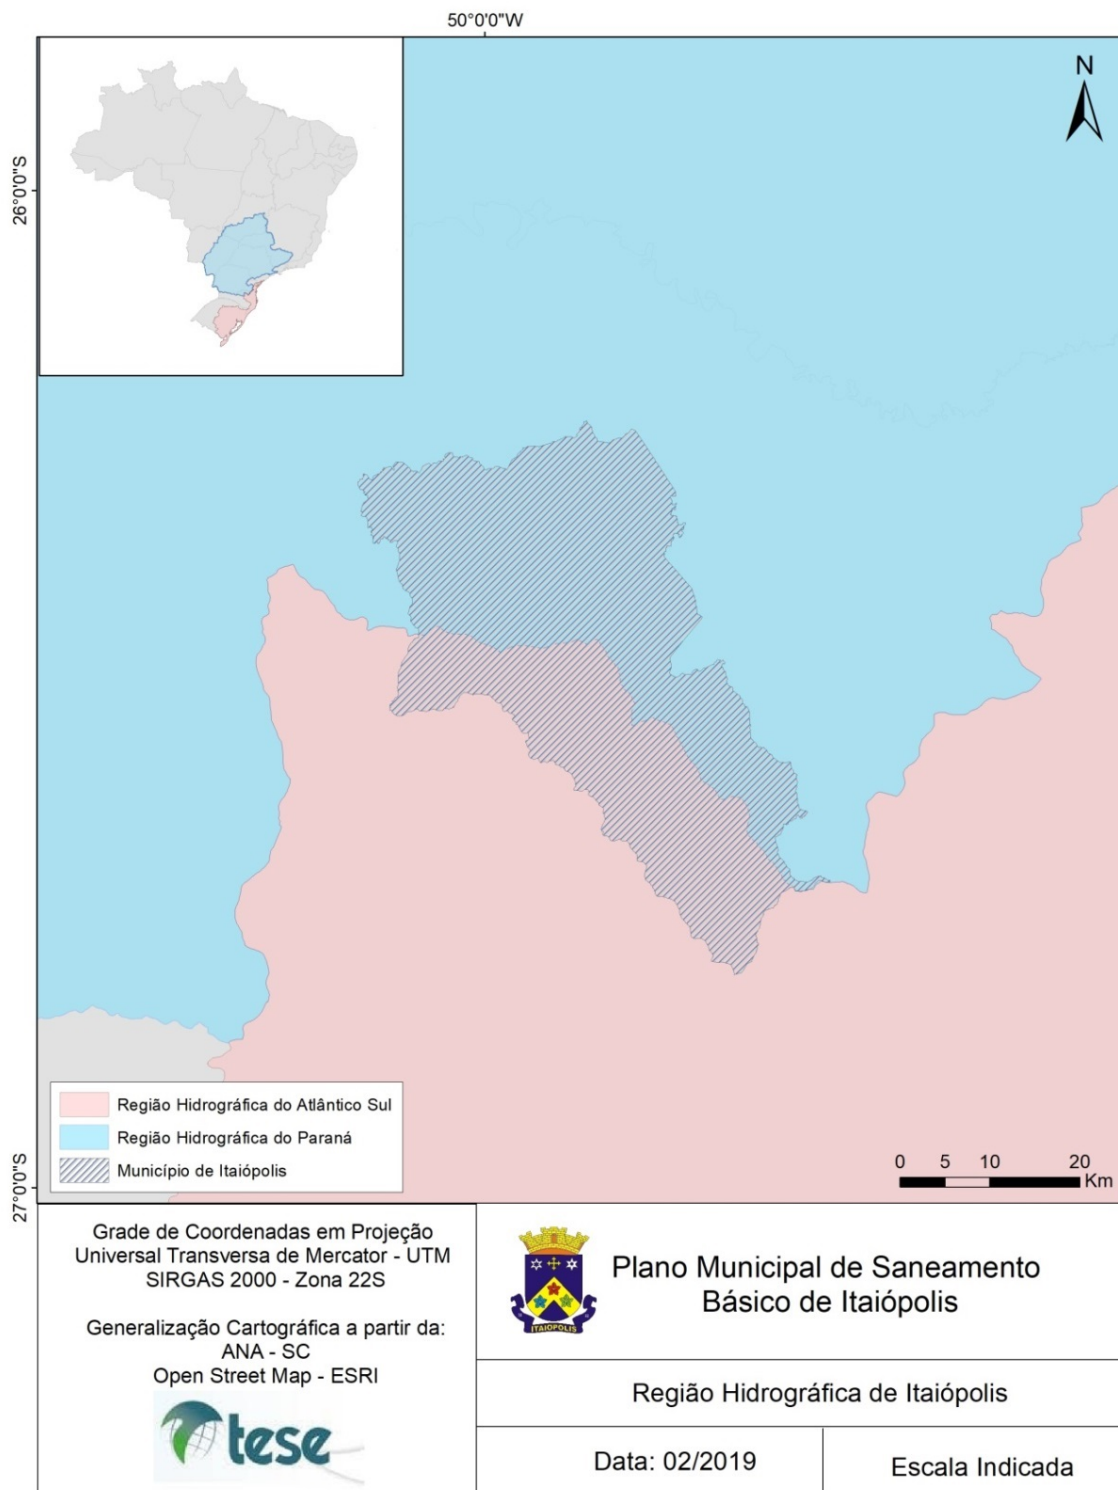 50°0'0"W
N
26°0'0"S
Região Hidrográfica do Atlântico Sul
Região Hidrográfica do Paraná
Município de Itaiópolis
0 5 10 20
Km
27°0'0"S
Grade de Coordenadas em Projeção
Universal Transversa de Mercator - UTM
SIRGAS 2000 - Zona 22S
Generalização Cartográfica a partir da:
ANA - SC
Open Street Map - ESRI
tese
ITAIOPOLIS
Plano Municipal de Saneamento
Básico de Itaiópolis
Região Hidrográfica de Itaiópolis
Data: 02/2019
Escala Indicada